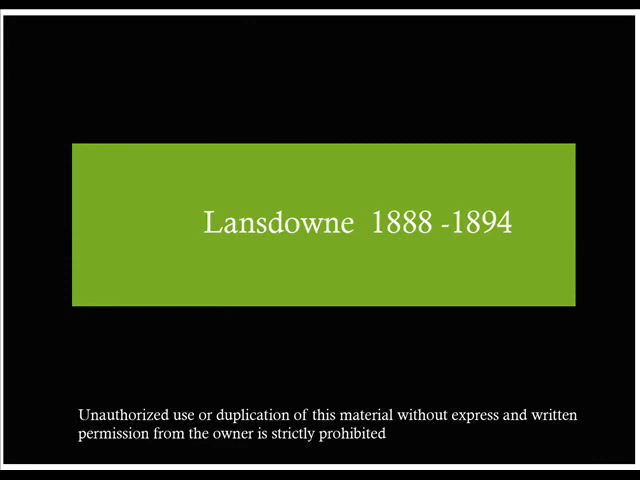 Lansdowne 1888 -1894
Unauthorized use or duplication of this material without express and written
permission from the owner is strictly prohibited